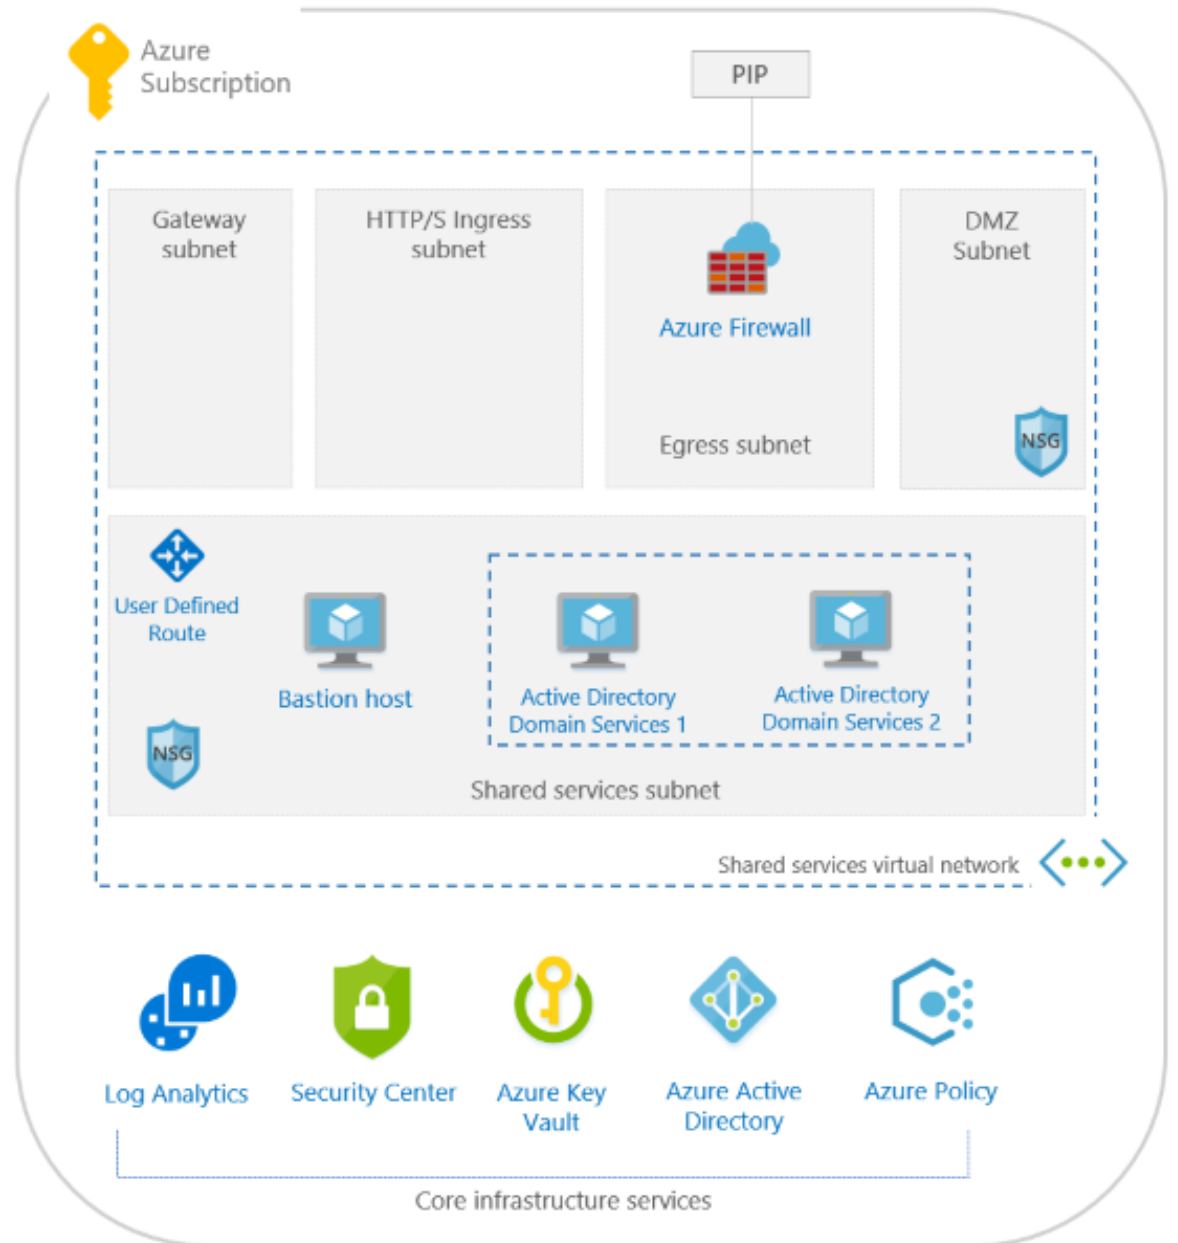 Azure
Subscription
PIP
Gateway
subnet
HTTP/S Ingress
subnet
DMZ
Subnet
Azure Firewall
Egress subnet
NSG
User Defined
Route
Bastion host
Active Directory
Domain Services 1
Active Directory
Domain Services 2
NSG
Shared services subnet
Shared services virtual network
Log Analytics
Security Center
Azure Key
Vault
Azure Active
Directory
Azure Policy
Core infrastructure services